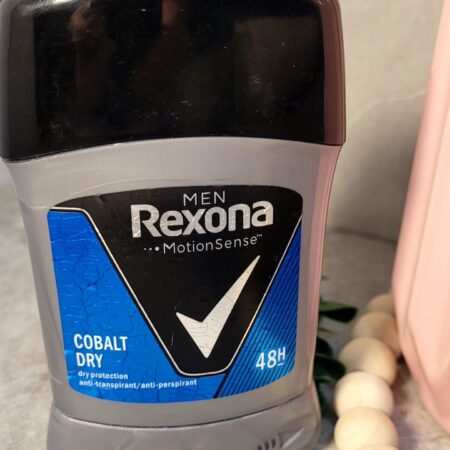 MEN
Rexona
MotionSense™
COBALT
DRY
48H
dry protection
anti-transpirant/anti-perspirant